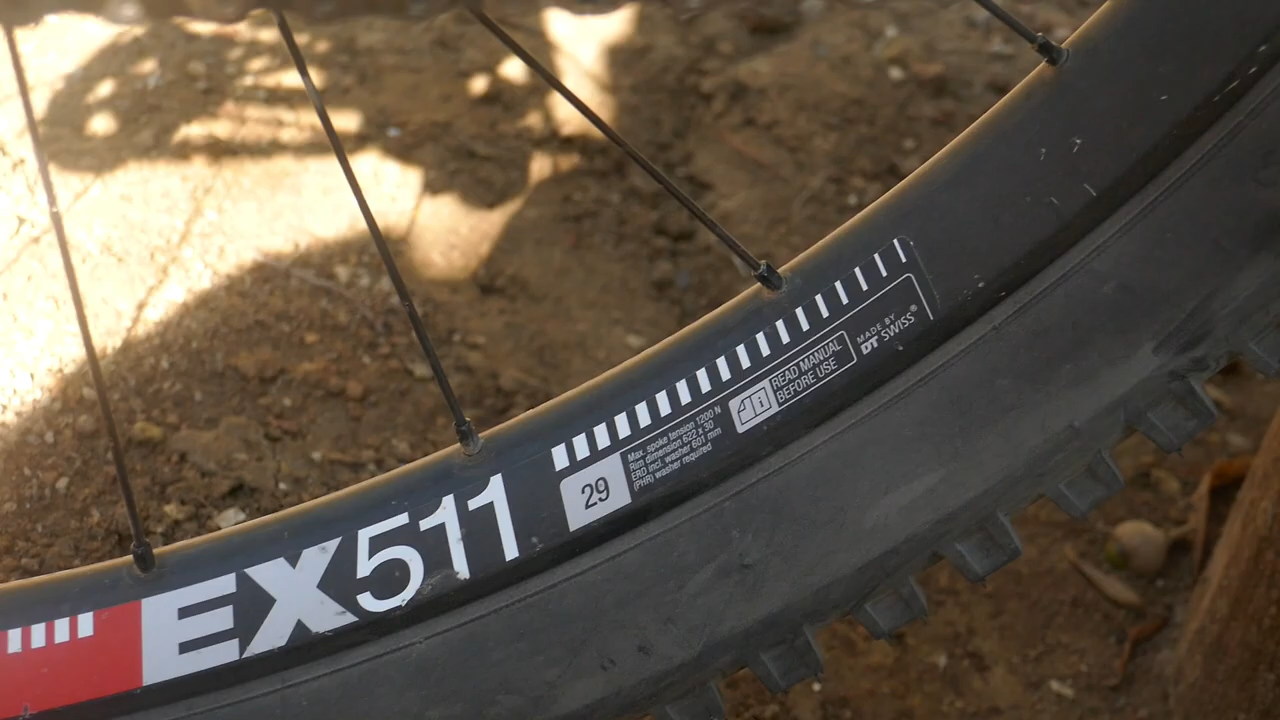 EX511
29
Max. spoke tension 1200 N
Rim dimension 622 x 30
ERD incl. washer 601 mm
(PHR) washer required
READ MANUAL
BEFORE USE
MADE BY
DT SWISS®